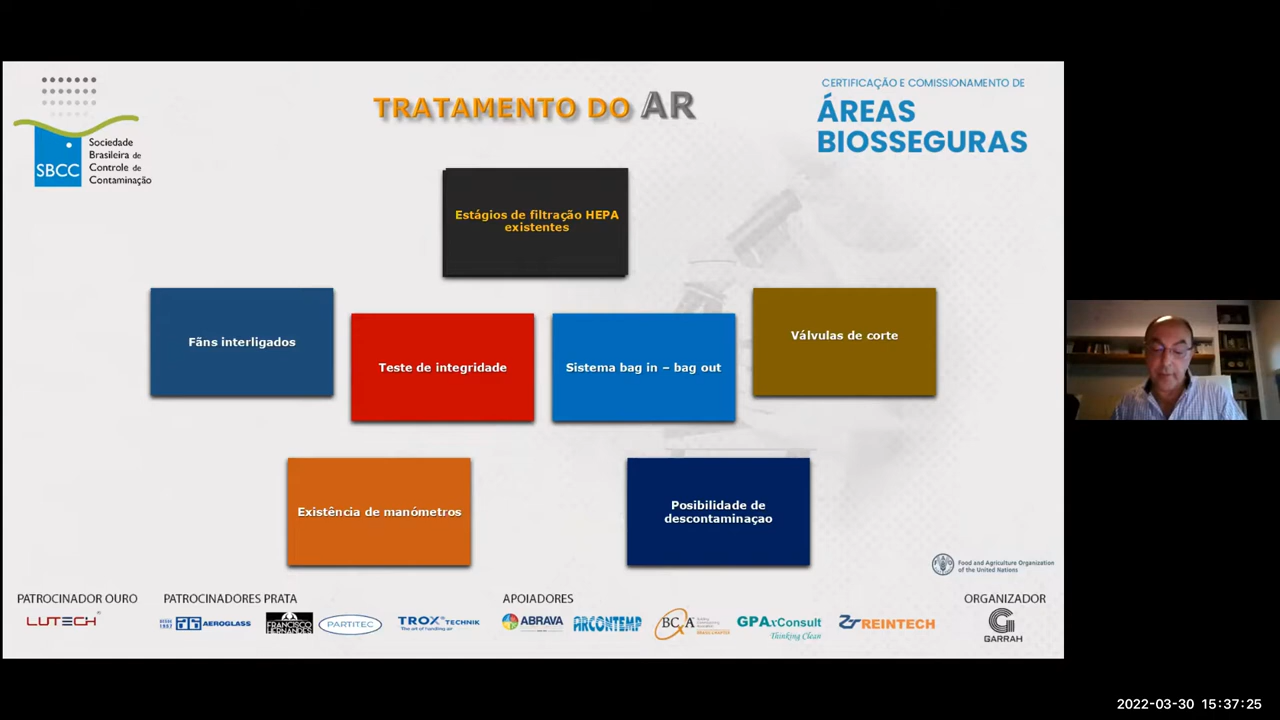 TRATAMENTO DO AR
CERTIFICAÇÃO E COMISSIONAMENTO DE
ÁREAS
BIOSSEGURAS
SBCC
Sociedade
Brasileira de
Controle de
Contaminação
Estágios de filtração HEPA
existentes
Fãns interligados
Teste de integridade
Sistema bag in – bag out
Válvulas de corte
Existência de manómetros
Posibilidade de
descontaminaçao
Food and Agriculture Organization
of the United Nations
PATROCINADOR OURO
PATROCINADORES PRATA
APOIADORES
ORGANIZADOR
LUTECH
AEROGLASS
FRANCISCO
FERNANDES
PARTITEC
TROX TECHNIK
The art of handling air
ABRAVA
ARCONTEMP
BCA
GPAxConsult
Thinking Clean
REINTECH
GARRAH
2022-03-30 15:37:25